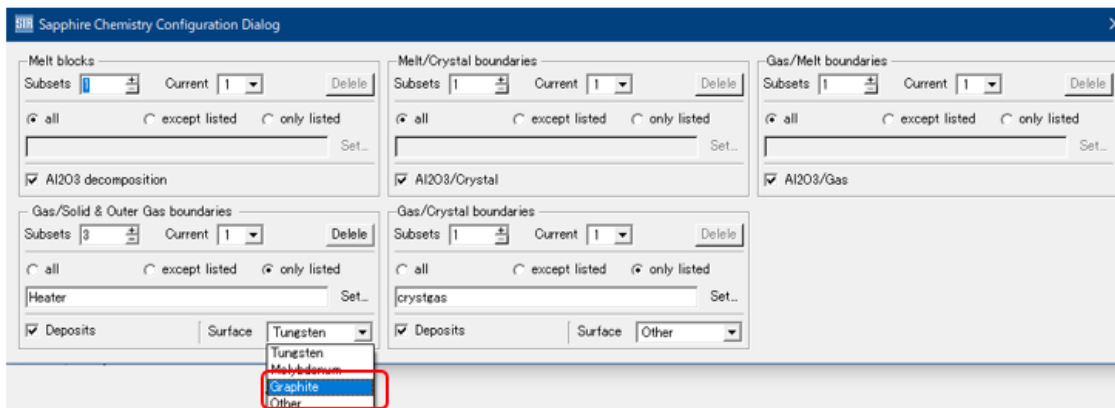 STR Sapphire Chemistry Configuration Dialog
Melt blocks
Subsets 1 Current 1 Delele
all except listed only listed
Set...
Al2O3 decomposition
Melt/Crystal boundaries
Subsets 1 Current 1 Delele
all except listed only listed
Set...
Al2O3/Crystal
Gas/Melt boundaries
Subsets 1 Current 1 Delele
all except listed only listed
Set...
Al2O3/Gas
Gas/Solid & Outer Gas boundaries
Subsets 3 Current 1 Delele
all except listed only listed
Heater Set...
Deposits Surface Tungsten
Tungsten
Molybdenum
Graphite
Other
Gas/Crystal boundaries
Subsets 1 Current 1 Delele
all except listed only listed
crystgas Set...
Deposits Surface Other